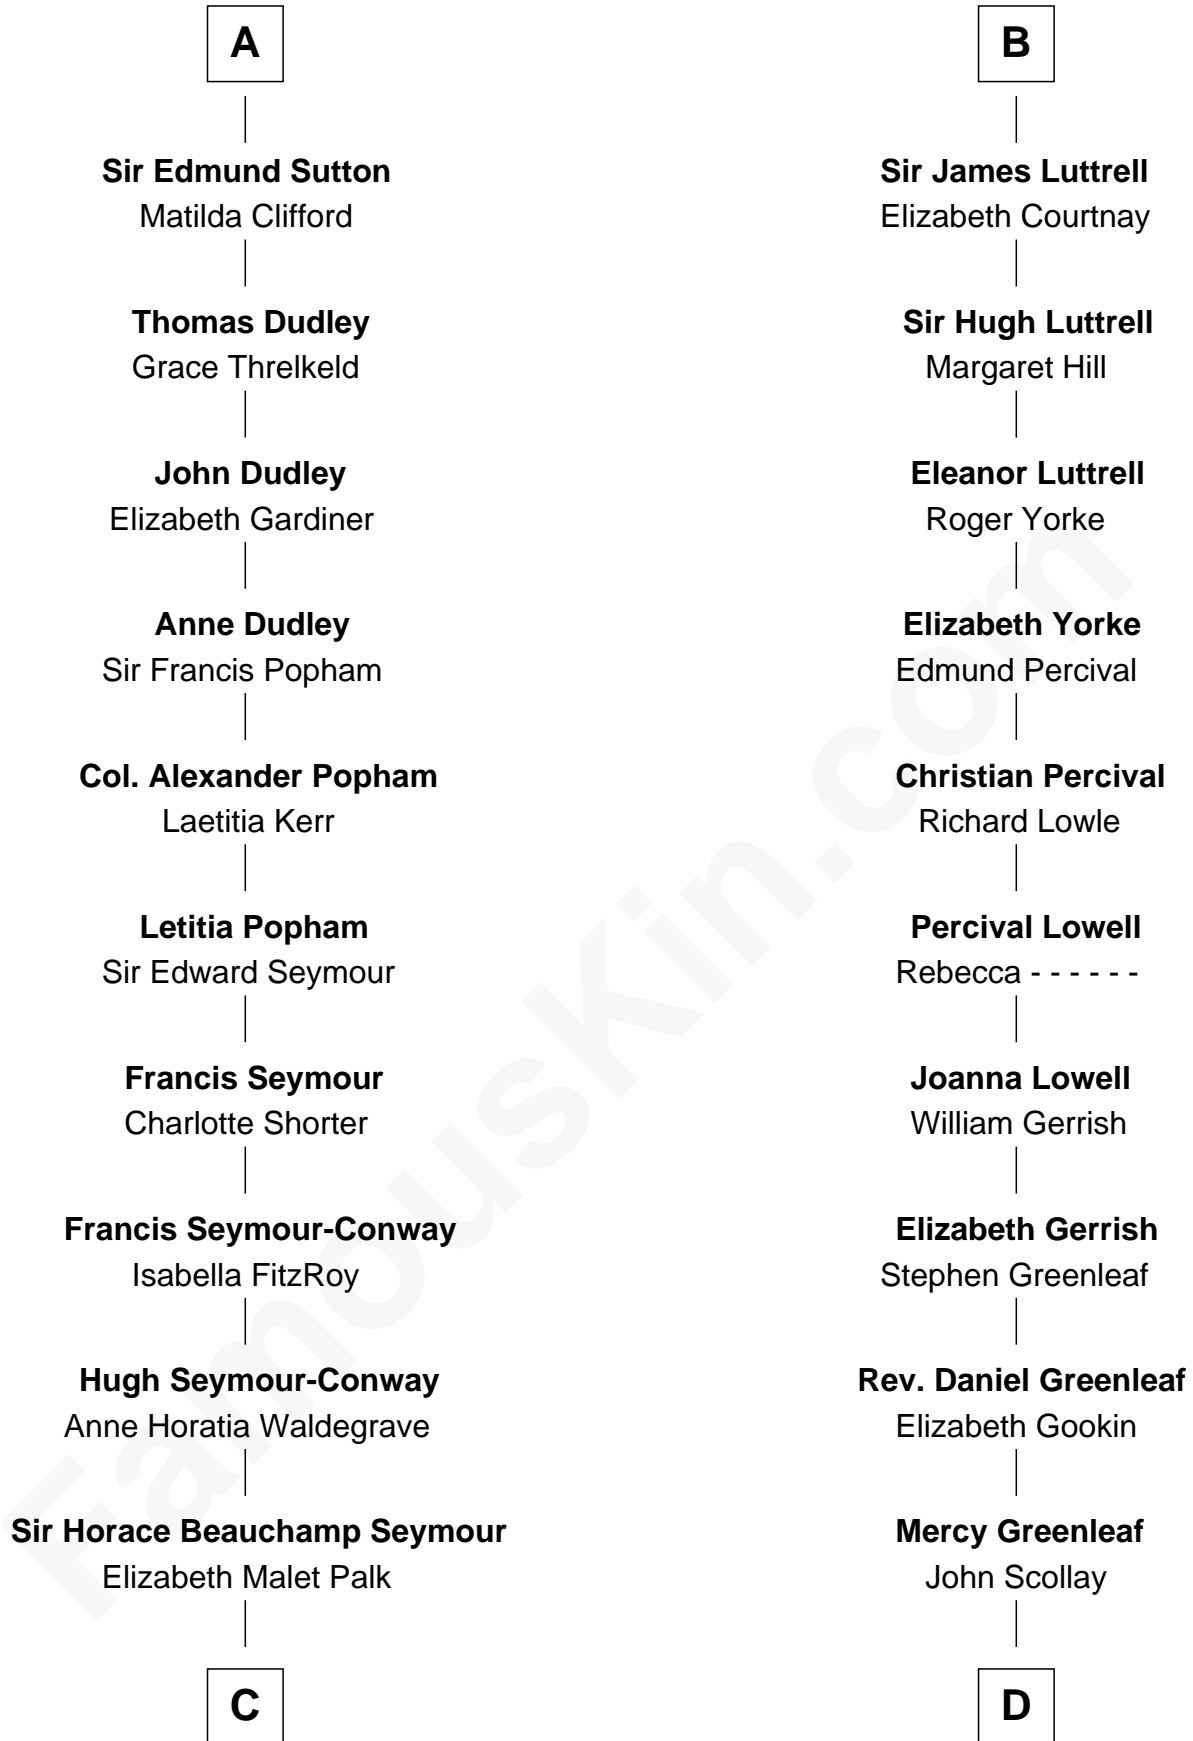 A
Sir Edmund Sutton
Matilda Clifford
Thomas Dudley
Grace Threlkeld
John Dudley
Elizabeth Gardiner
Anne Dudley
Sir Francis Popham
Col. Alexander Popham
Laetitia Kerr
Letitia Popham
Sir Edward Seymour
Francis Seymour
Charlotte Shorter
Francis Seymour-Conway
Isabella FitzRoy
Hugh Seymour-Conway
Anne Horatia Waldegrave
Sir Horace Beauchamp Seymour
Elizabeth Malet Palk
C
B
Sir James Luttrell
Elizabeth Courtnay
Sir Hugh Luttrell
Margaret Hill
Eleanor Luttrell
Roger Yorke
Elizabeth Yorke
Edmund Percival
Christian Percival
Richard Lowle
Percival Lowell
Rebecca - - - - - -
Joanna Lowell
William Gerrish
Elizabeth Gerrish
Stephen Greenleaf
Rev. Daniel Greenleaf
Elizabeth Gookin
Mercy Greenleaf
John Scollay
D
FamousKin.com